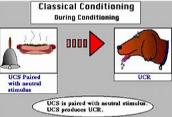 Classical Conditioning
During Conditioning
UCS Paired
with neutral
stimulus
UCR
UCS is paired with neutral stimulus.
UCS produces UCR.